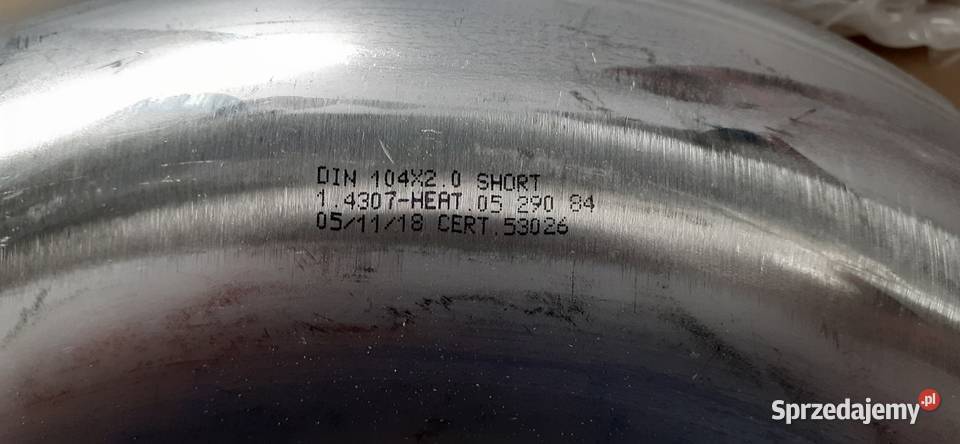 DIN 104X2.0 SHORT
1.4307-HEAT.05 290 84
05/11/18 CERT.53026
Sprzedajemy.pl